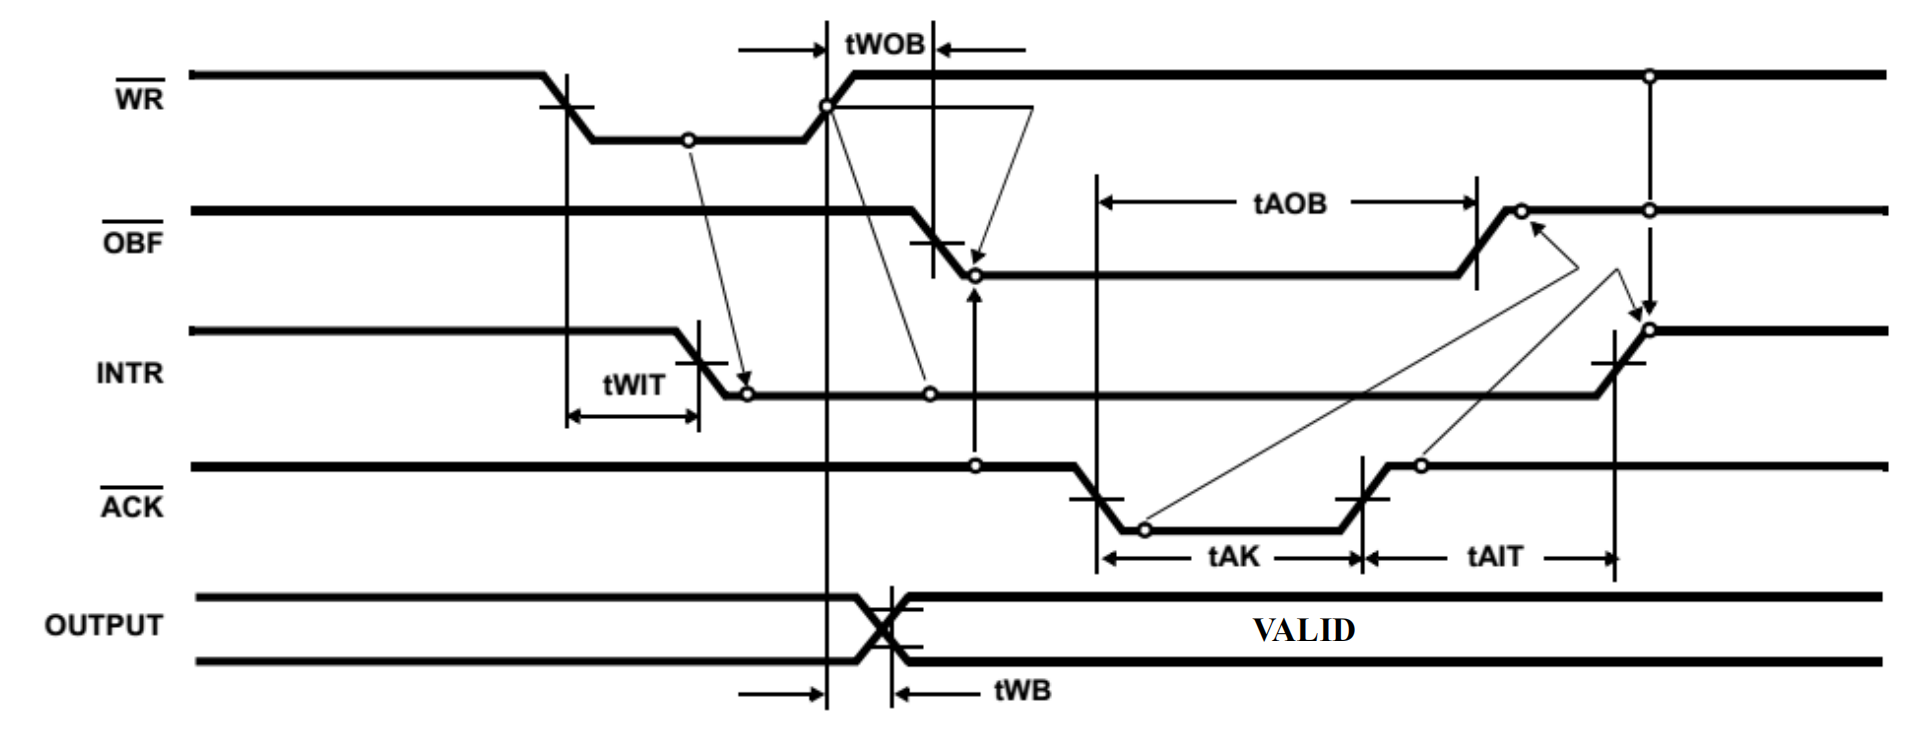 tWOB
WR
tAOB
OBF
INTR
tWIT
ACK
tAK
tAIT
OUTPUT
VALID
tWB